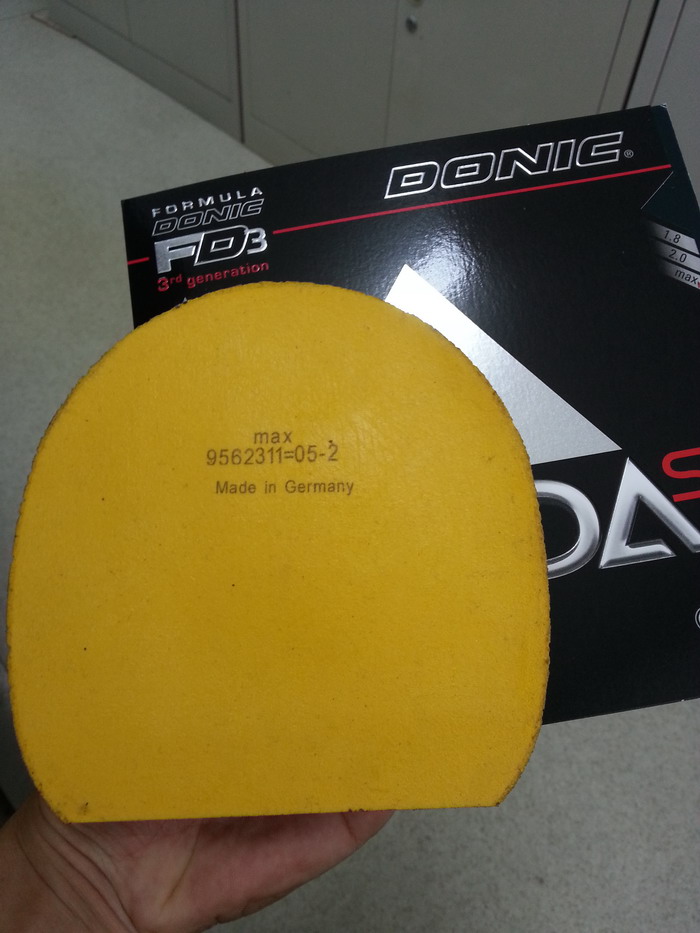 DONIC®
FORMULA
DONIC
FD3
3rd generation
1.8
2.0
max
max
9562311=05-2
Made in Germany